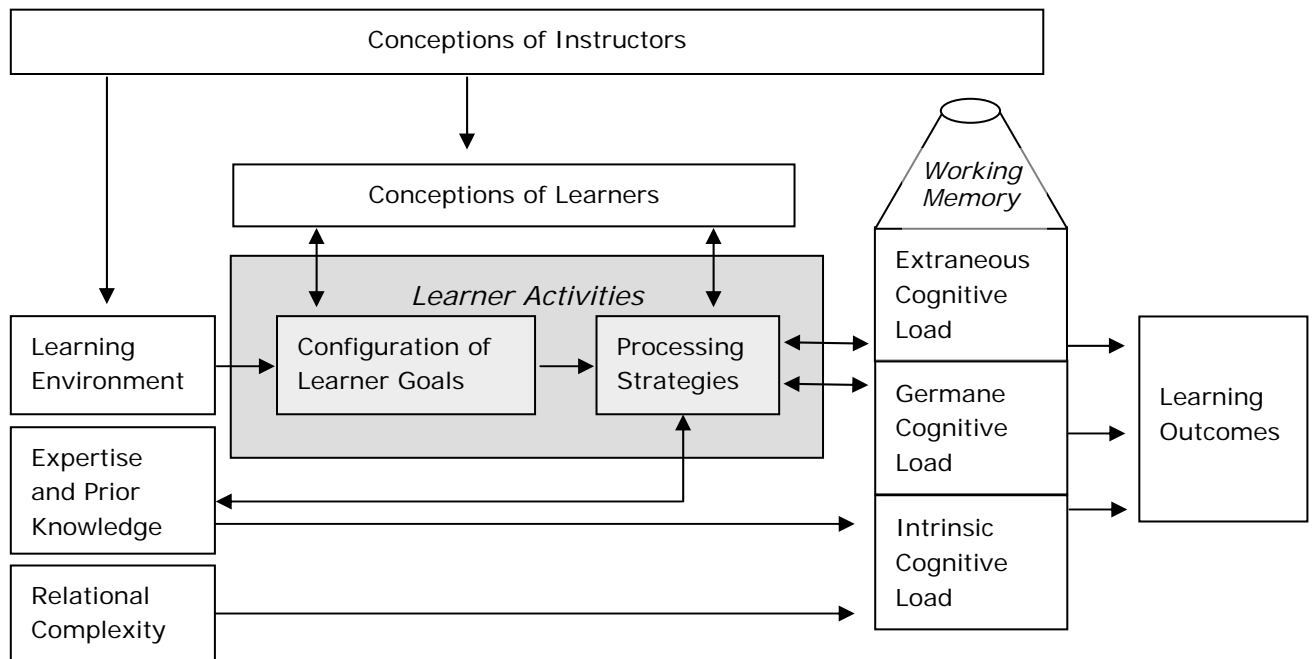 Conceptions of Instructors
Working
Memory
Conceptions of Learners
Extraneous
Cognitive
Load
Learner Activities
Learning
Environment
Configuration of
Learner Goals
Processing
Strategies
Germane
Cognitive
Load
Learning
Outcomes
Expertise
and Prior
Knowledge
Intrinsic
Cognitive
Load
Relational
Complexity